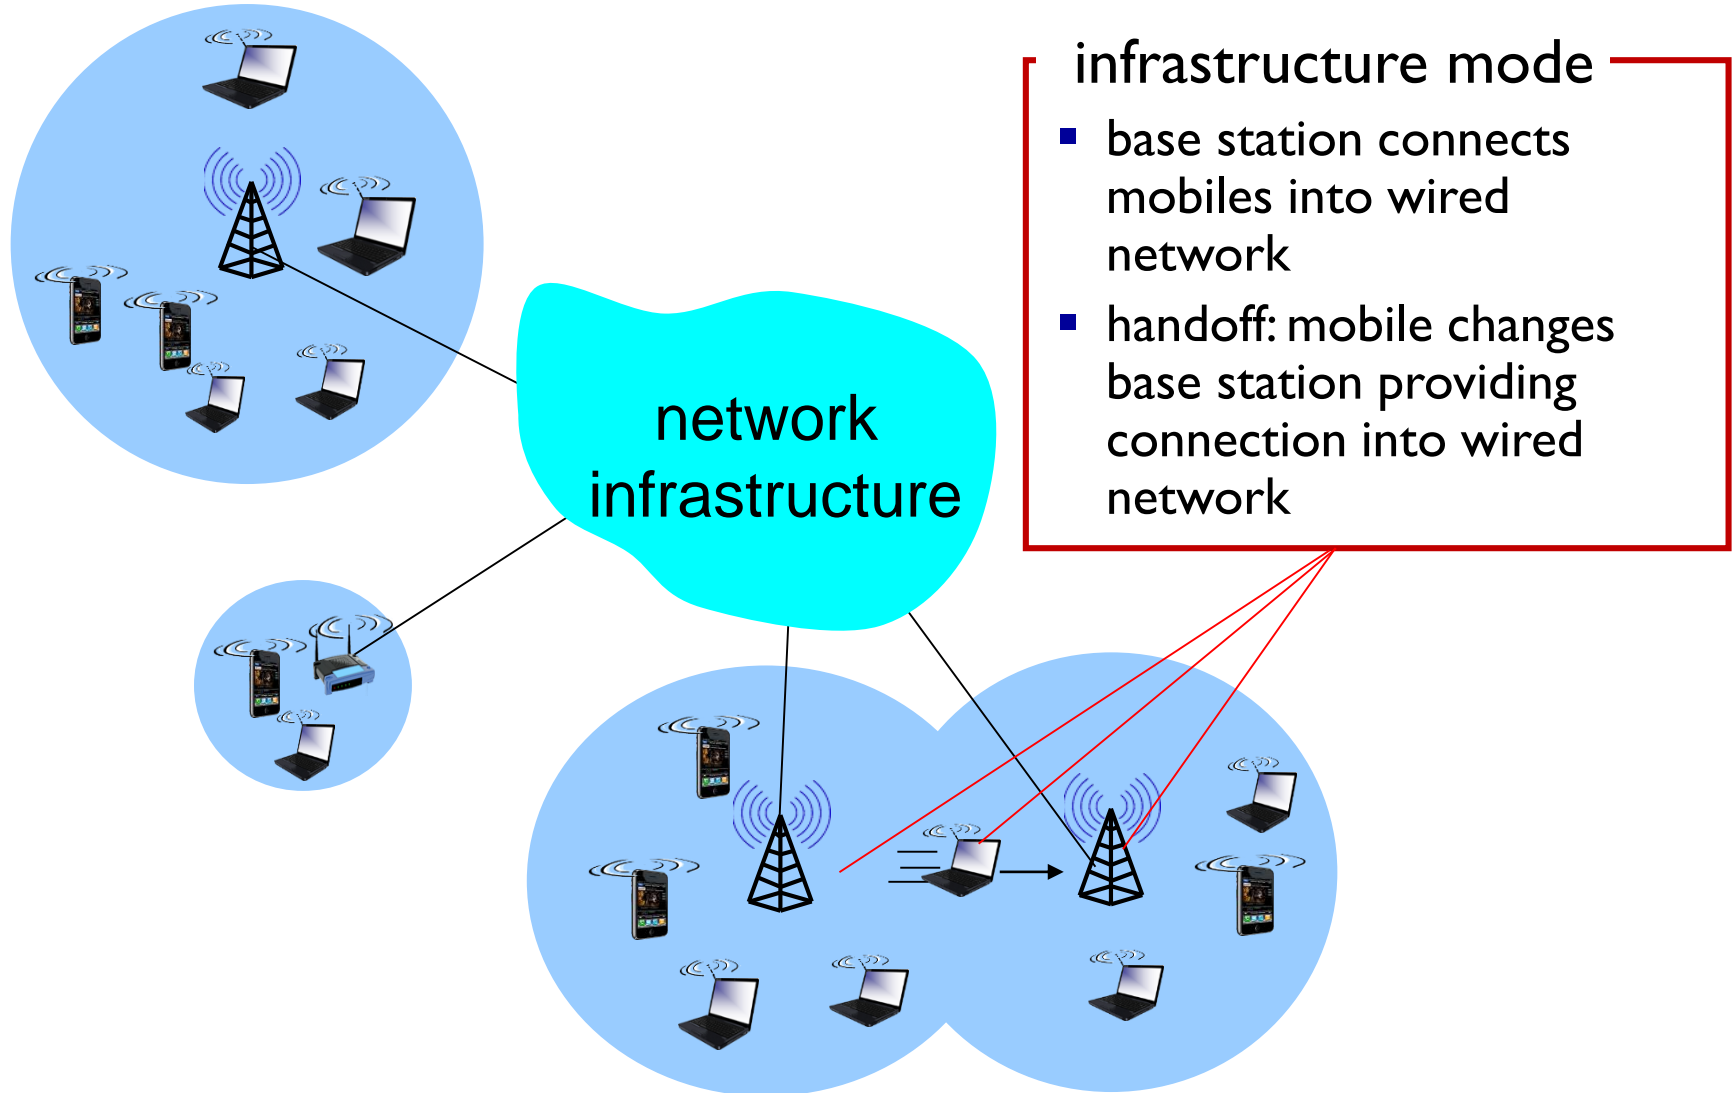 infrastructure mode
base station connects
mobiles into wired
network
handoff: mobile changes
base station providing
connection into wired
network
network
infrastructure